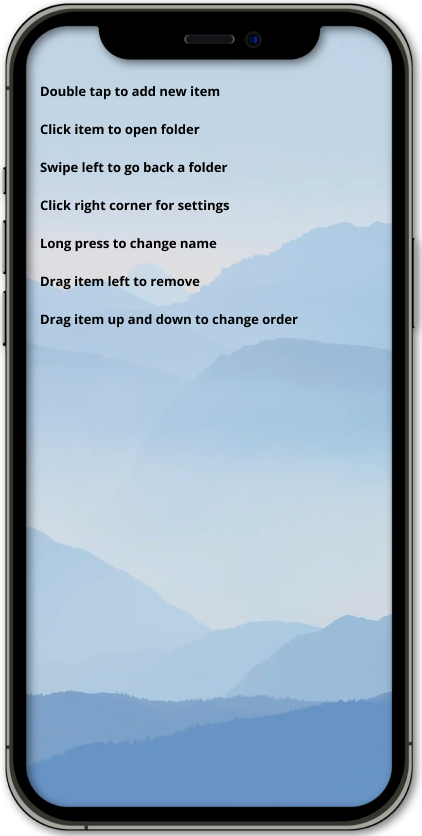 Double tap to add new item
Click item to open folder
Swipe left to go back a folder
Click right corner for settings
Long press to change name
Drag item left to remove
Drag item up and down to change order